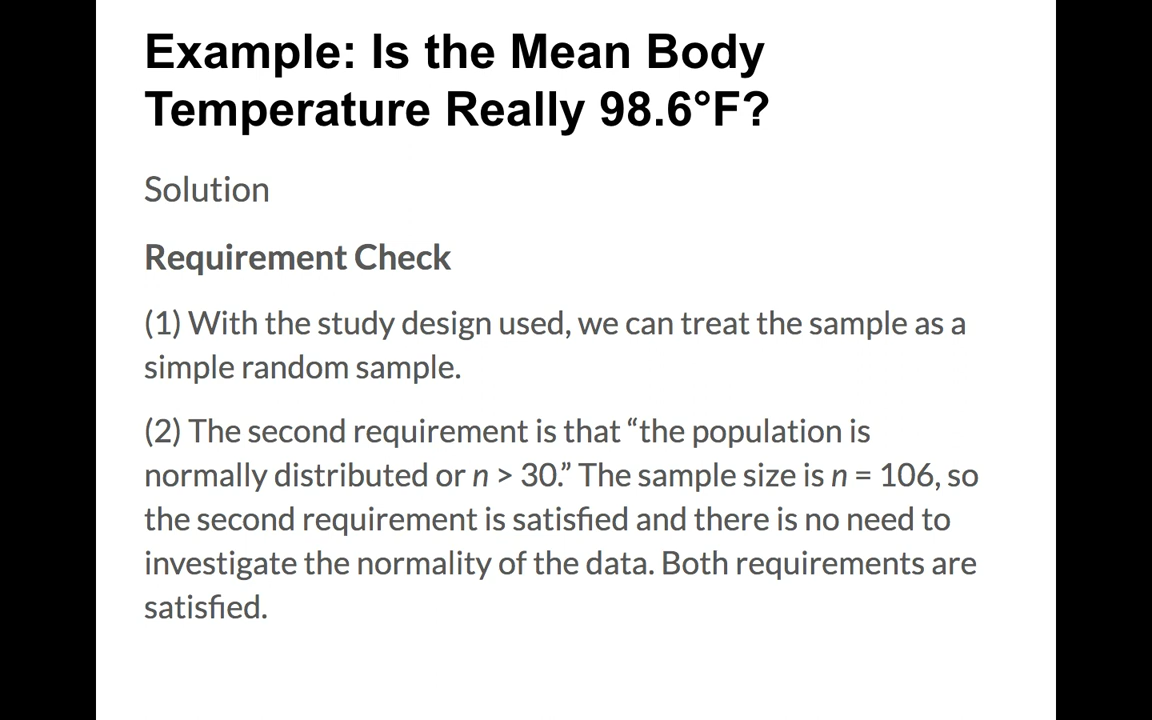 Example: Is the Mean Body
Temperature Really 98.6°F?
Solution
Requirement Check
(1) With the study design used, we can treat the sample as a
simple random sample.
(2) The second requirement is that “the population is
normally distributed or n > 30.” The sample size is n = 106, so
the second requirement is satisfied and there is no need to
investigate the normality of the data. Both requirements are
satisfied.